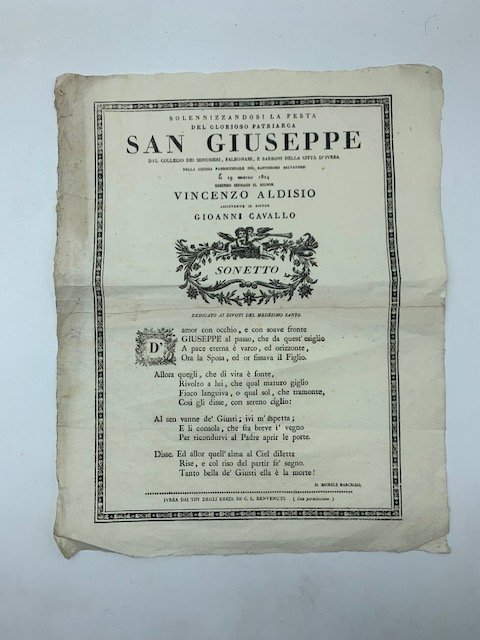 SOLENNIZZANDOSI LA FESTA
DEL GLORIOSO PATRIARCA
SAN GIUSEPPE
DAL COLLEGIO DEI MINUSIERI, FALEGNAMI, E SARRONI DELLA CITTÀ D'IVREA
NELLA CHIESA PARROCCHIALE DEL SANTISSIMO SALVATORE
li 19 marzo 1824
ESSENDO SINDACO IL SIGNOR
VINCENZO ALDISIO
ASSISTENTE IL SIGNOR
GIOANNI CAVALLO
SONETTO
DEDICATO AI DIVOTI DEL MEDESIMO SANTO.
D' amor con occhio, e con soave fronte
GIUSEPPE al passo, che da quest'esiglio
A pace eterna è varco, ed orizzonte,
Ora la Sposa, ed or fissava il Figlio.
Allora quegli, che di vita è fonte,
Rivolto a lui, che qual maturo giglio
Fioco languiva, o qual sol, che tramonte,
Così gli disse, con sereno ciglio:
Al sen vanne de' Giusti; ivi m'aspetta;
E li consola, che fra breve i' vegno
Per ricondurvi al Padre aprir le porte.
Disse. Ed allor quell'alma al Ciel diletta
Rise, e col riso del partir fe' segno.
Tanto bella de' Giusti ella è la morte!
D. MICHELE MARCHISIO.
IVREA DAI TIPI DEGLI EREDI DI C. L. BENVENUTI. ( Con permissione. )